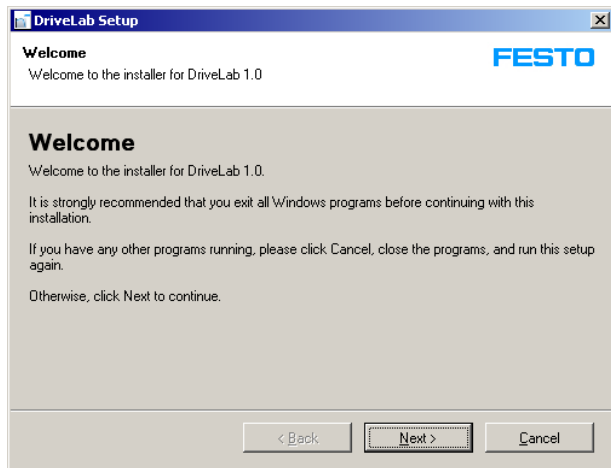 DriveLab Setup
Welcome
Welcome to the installer for DriveLab 1.0
FESTO
Welcome
Welcome to the installer for DriveLab 1.0.
It is strongly recommended that you exit all Windows programs before continuing with this
installation.
If you have any other programs running, please click Cancel, close the programs, and run this setup
again.
Otherwise, click Next to continue.
< Back
Next >
Cancel